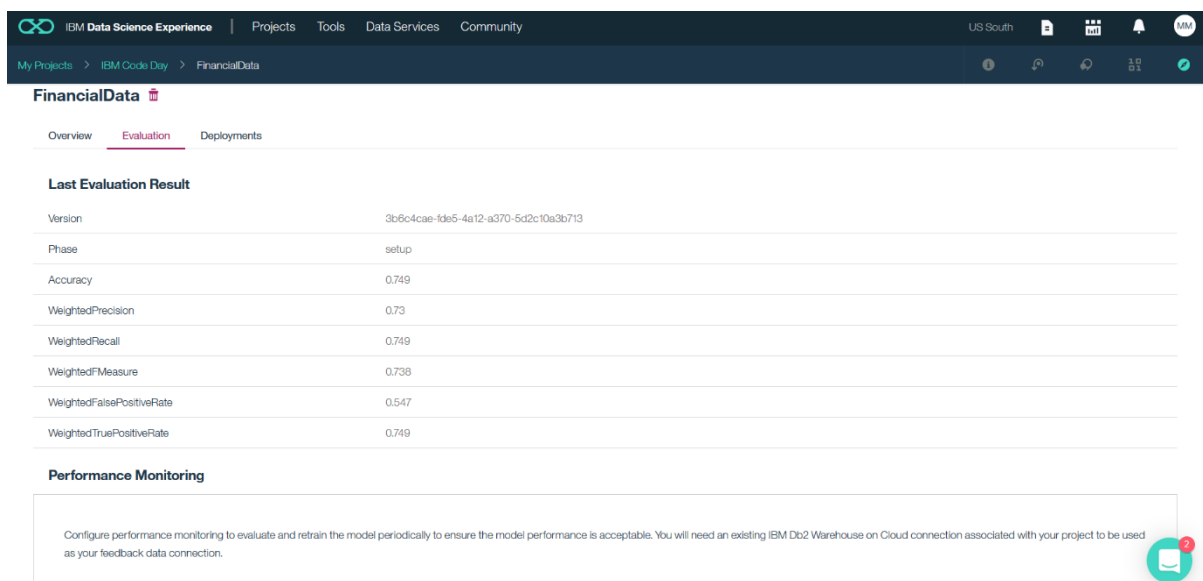 IBM Data Science Experience | Projects Tools Data Services Community US South MM
My Projects > IBM Code Day > FinancialData
FinancialData
Overview Evaluation Deployments
Last Evaluation Result
Version 3b6c4cae-fde5-4a12-a370-5d2c10a3b713
Phase setup
Accuracy 0.749
WeightedPrecision 0.73
WeightedRecall 0.749
WeightedFMeasure 0.738
WeightedFalsePositiveRate 0.547
WeightedTruePositiveRate 0.749
Performance Monitoring
Configure performance monitoring to evaluate and retrain the model periodically to ensure the model performance is acceptable. You will need an existing IBM Db2 Warehouse on Cloud connection associated with your project to be used
as your feedback data connection.
2